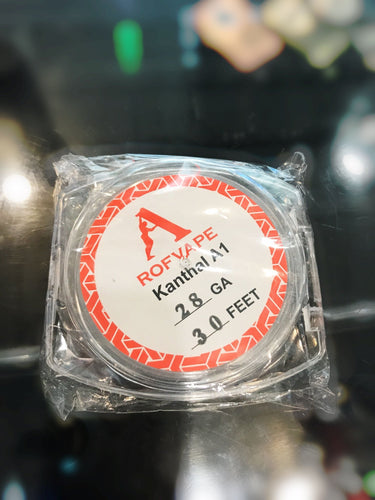 ROFVAPE
Kanthal A1
28 GA
30 FEET